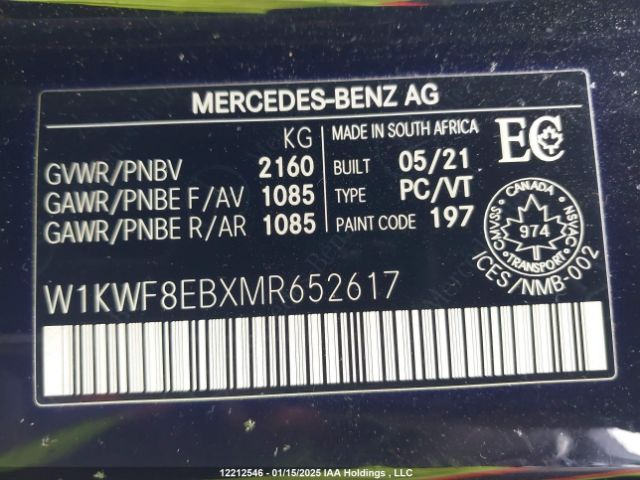 MERCEDES-BENZ AG
KG
GVWR/PNBV 2160
GAWR/PNBE F/AV 1085
GAWR/PNBE R/AR 1085
MADE IN SOUTH AFRICA
BUILT 05/21
TYPE PC/VT
PAINT CODE 197
EC
CANADA
CMVSS
974
NSVAC
ICES/NMB-002
W1KWF8EBXMR652617
12212546 - 01/15/2025 IAA Holdings , LLC